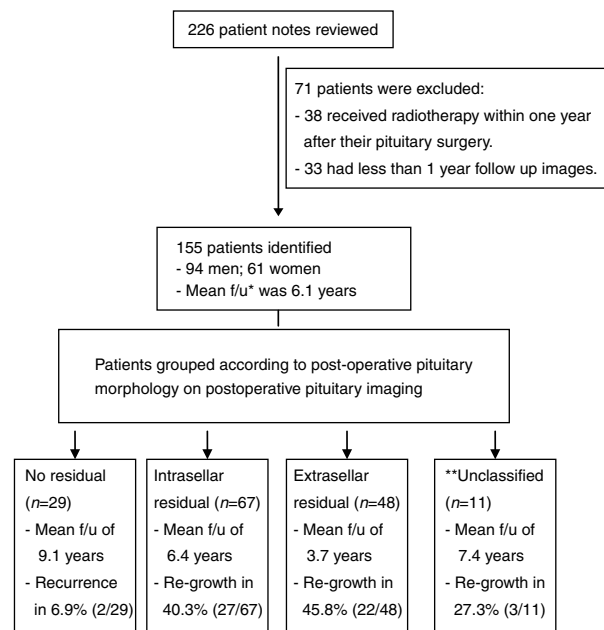 226 patient notes reviewed
71 patients were excluded:
- 38 received radiotherapy within one year
after their pituitary surgery.
- 33 had less than 1 year follow up images.
155 patients identified
- 94 men; 61 women
- Mean f/u* was 6.1 years
Patients grouped according to post-operative pituitary
morphology on postoperative pituitary imaging
No residual
(n=29)
- Mean f/u of
9.1 years
- Recurrence
in 6.9% (2/29)
Intrasellar
residual (n=67)
- Mean f/u of
6.4 years
- Re-growth in
40.3% (27/67)
Extrasellar
residual (n=48)
- Mean f/u of
3.7 years
- Re-growth in
45.8% (22/48)
**Unclassified
(n=11)
- Mean f/u of
7.4 years
- Re-growth in
27.3% (3/11)